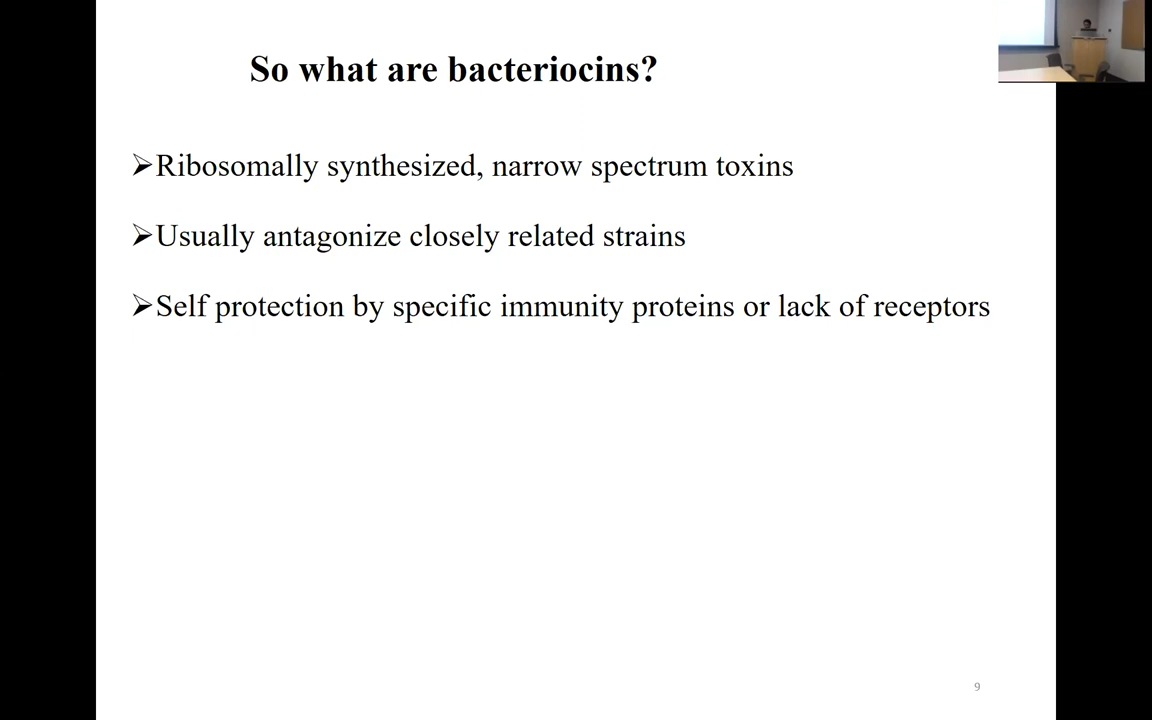 So what are bacteriocins?
➢Ribosomally synthesized, narrow spectrum toxins
➢Usually antagonize closely related strains
➢Self protection by specific immunity proteins or lack of receptors
9